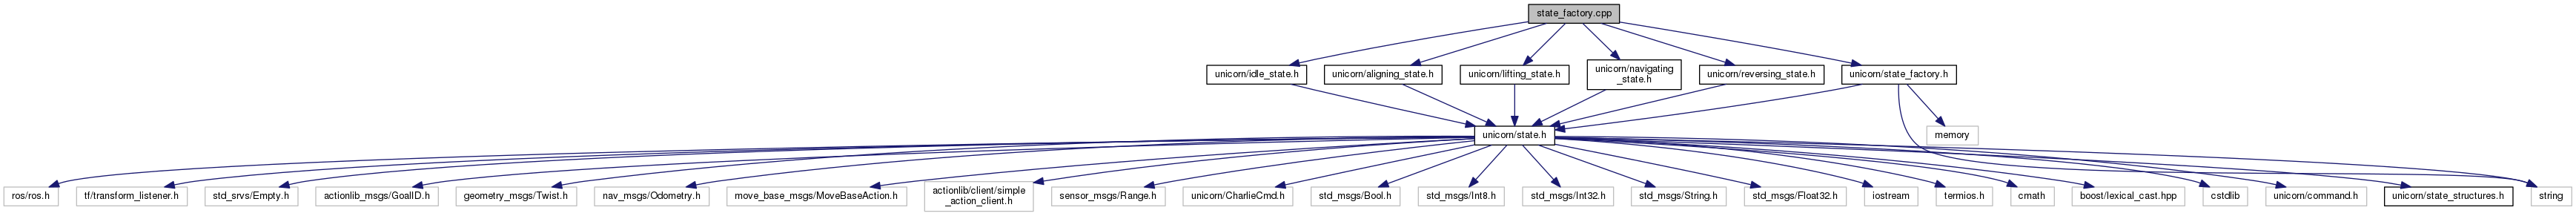 state_factory.cpp
unicorn/idle_state.h
unicorn/aligning_state.h
unicorn/lifting_state.h
unicorn/navigating
_state.h
unicorn/reversing_state.h
unicorn/state_factory.h
unicorn/state.h
memory
ros/ros.h
tf/transform_listener.h
std_srvs/Empty.h
actionlib_msgs/GoalID.h
geometry_msgs/Twist.h
nav_msgs/Odometry.h
move_base_msgs/MoveBaseAction.h
actionlib/client/simple
_action_client.h
sensor_msgs/Range.h
unicorn/CharlieCmd.h
std_msgs/Bool.h
std_msgs/Int8.h
std_msgs/Int32.h
std_msgs/String.h
std_msgs/Float32.h
iostream
termios.h
cmath
boost/lexical_cast.hpp
cstdlib
unicorn/command.h
unicorn/state_structures.h
string